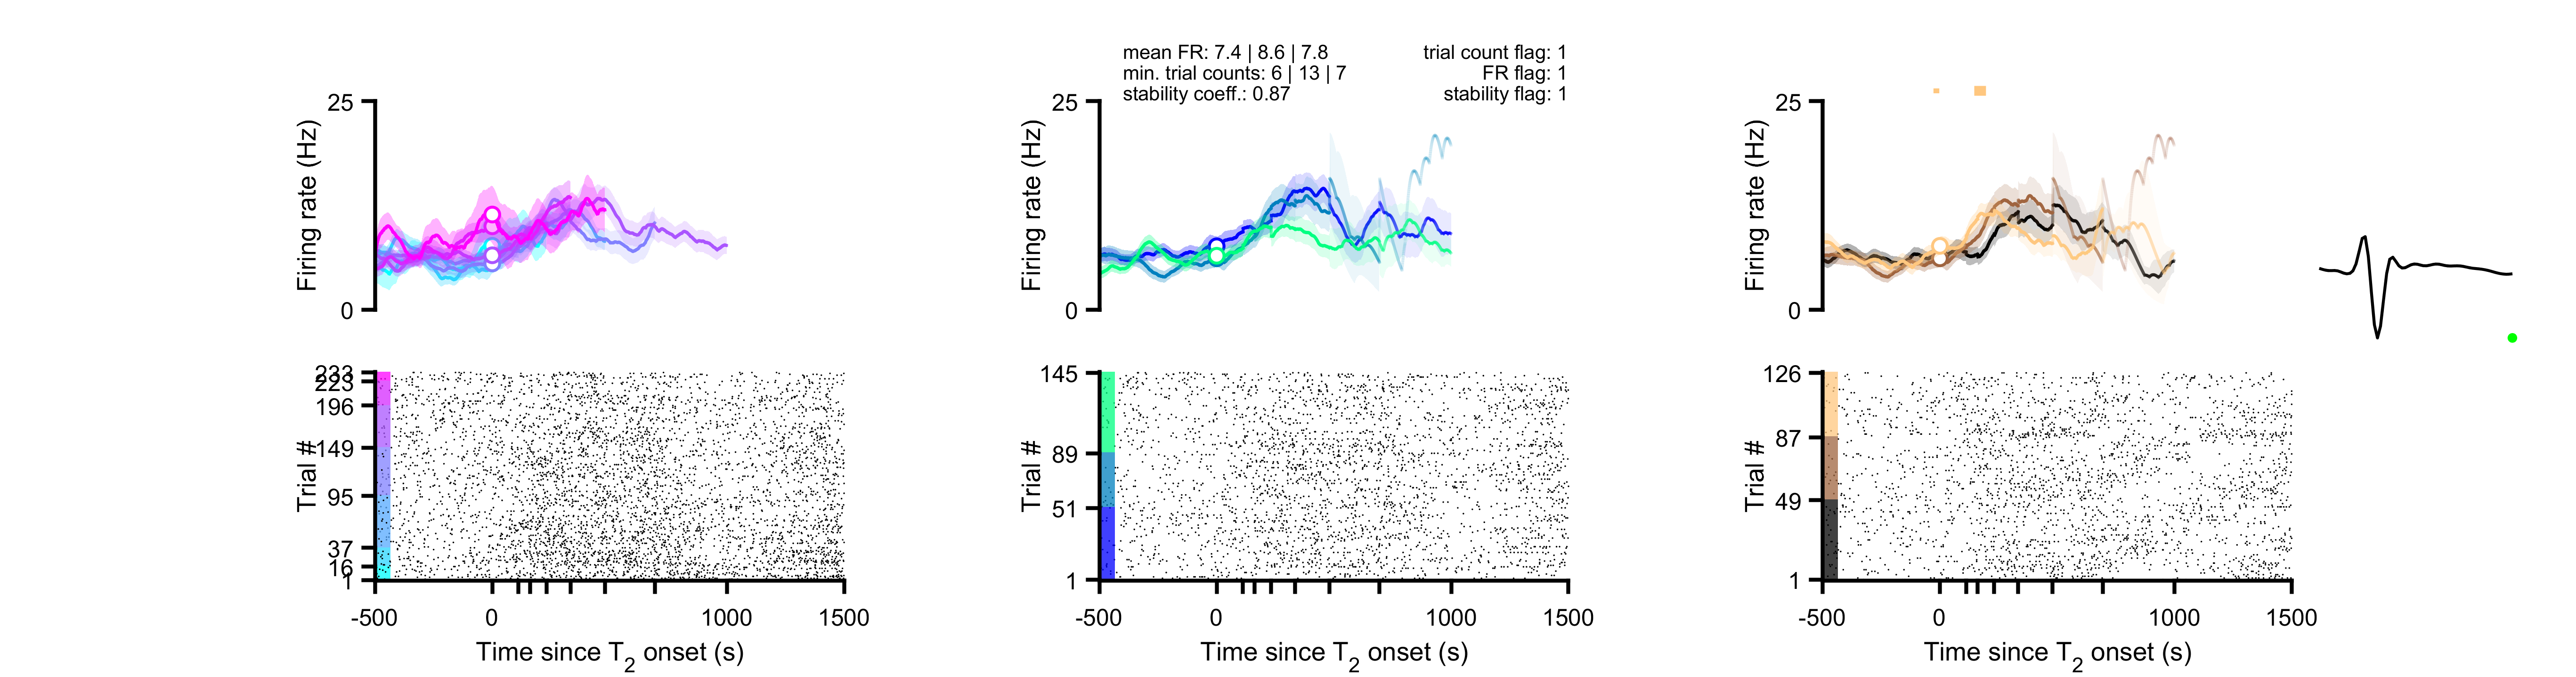 mean FR: 7.4 | 8.6 | 7.8
min. trial counts: 6 | 13 | 7
stability coeff.: 0.87
trial count flag: 1
FR flag: 1
stability flag: 1
25
Firing rate (Hz)
0
233
223
196
149
95
37
16
1
Trial #
-500
0
1000
1500
Time since T2 onset (s)
25
Firing rate (Hz)
0
145
89
51
1
Trial #
-500
0
1000
1500
Time since T2 onset (s)
25
Firing rate (Hz)
0
126
87
49
1
Trial #
-500
0
1000
1500
Time since T2 onset (s)